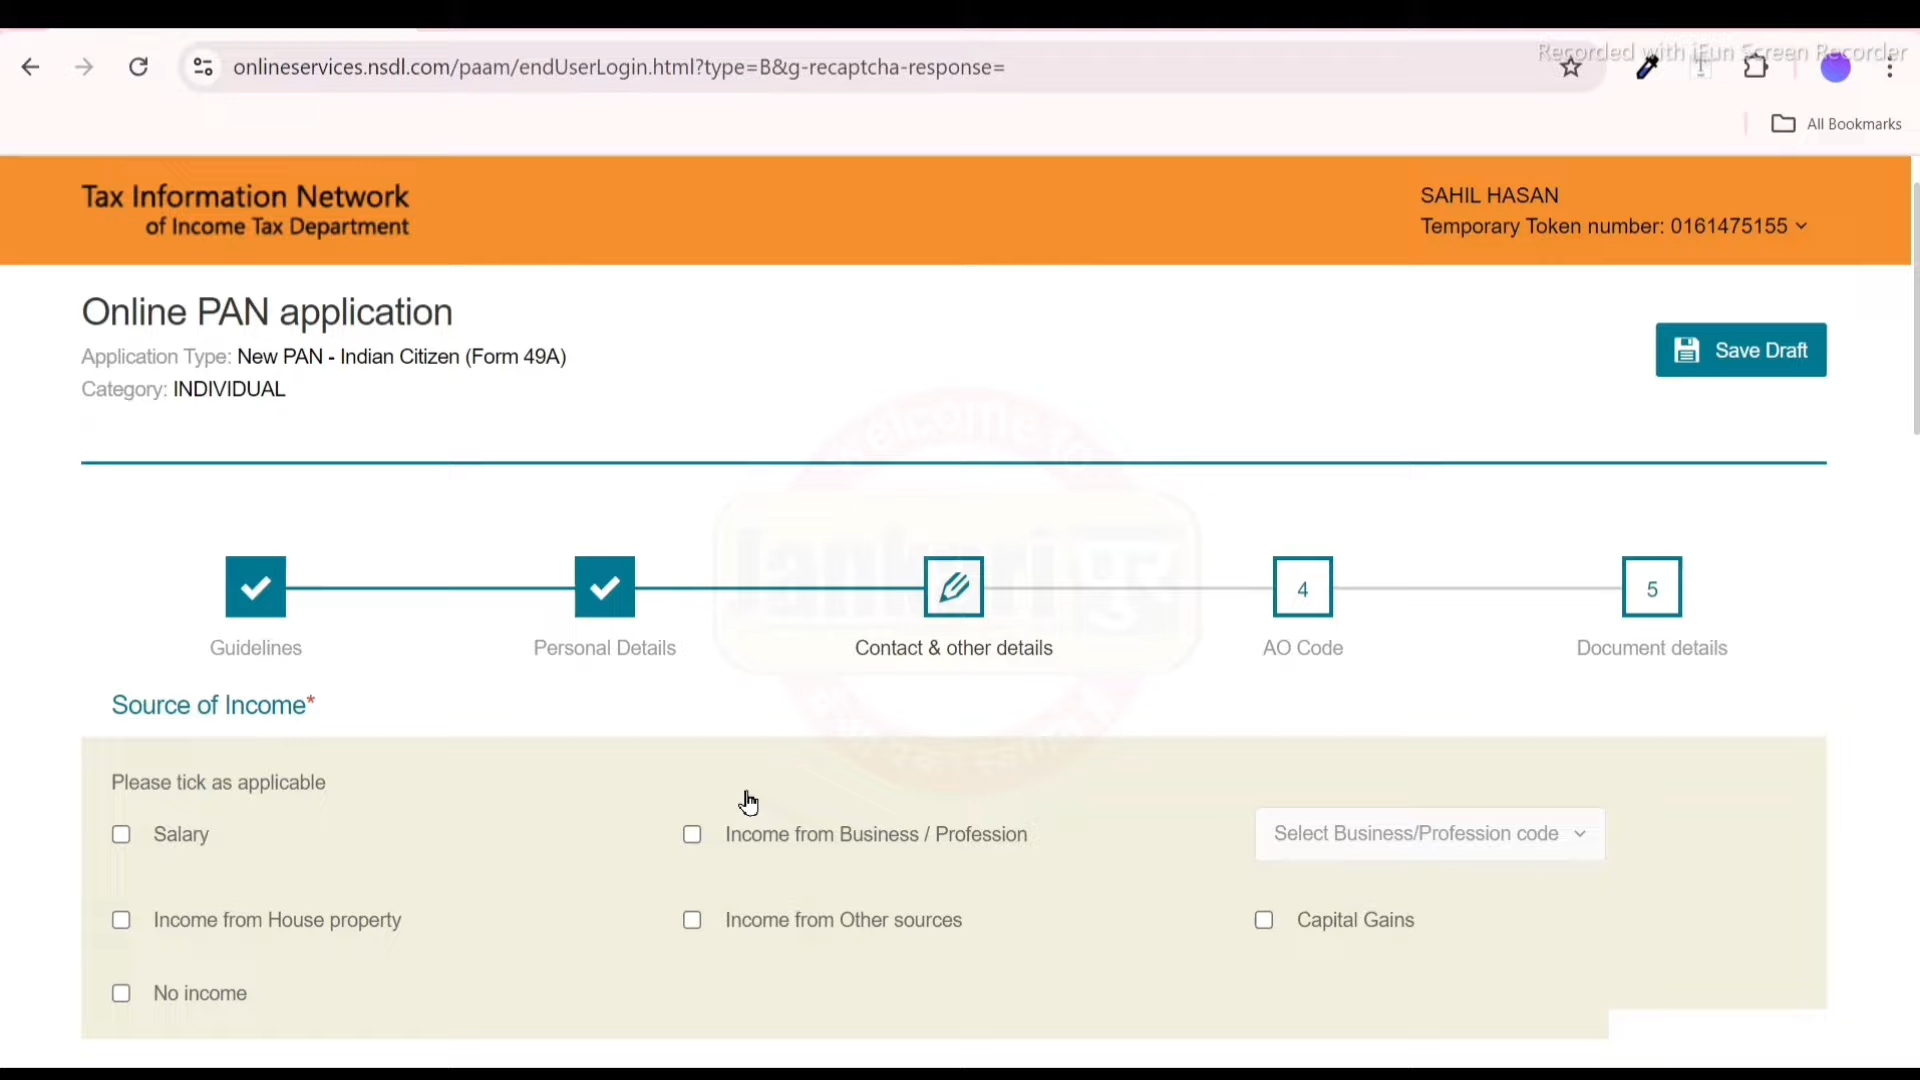 Recorded with iFun Screen Recorder
onlineservices.nsdl.com/paam/endUserLogin.html?type=B&g-recaptcha-response=
All Bookmarks
Tax Information Network
of Income Tax Department
SAHIL HASAN
Temporary Token number: 0161475155
Online PAN application
Application Type: New PAN - Indian Citizen (Form 49A)
Category: INDIVIDUAL
Save Draft
welcome to
Jankari गुरु
4
5
Guidelines
Personal Details
Contact & other details
AO Code
Document details
Source of Income*
Please tick as applicable
Salary
Income from Business / Profession
Select Business/Profession code
Income from House property
Income from Other sources
Capital Gains
No income